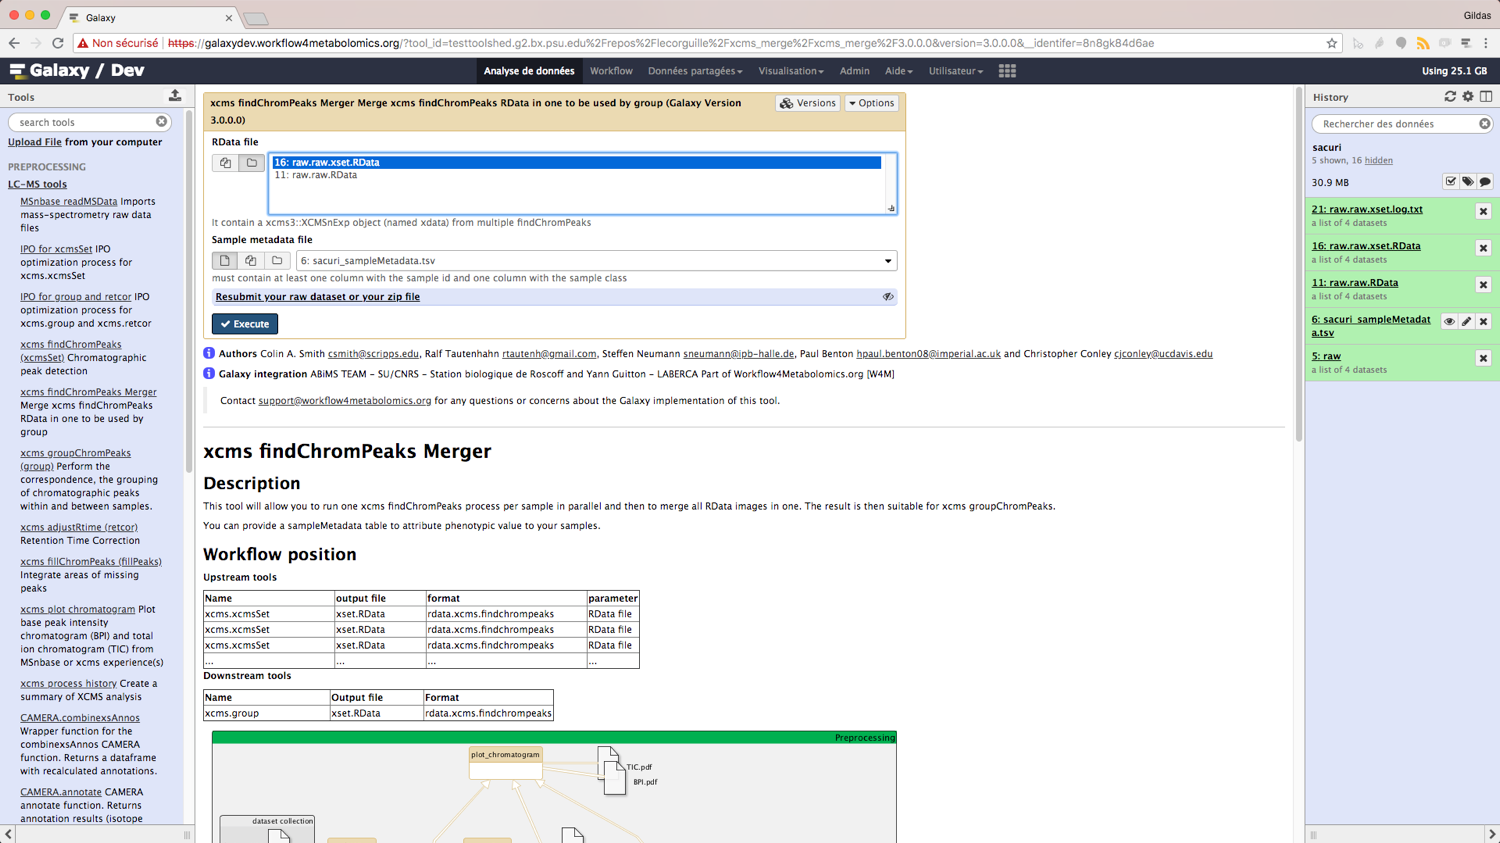 Galaxy
Gildas
Non sécurisé https://galaxydev.workflow4metabolomics.org/?tool_id=testtoolshed.g2.bx.psu.edu%2Frepos%2Flecorguille%2Fxcms_merge%2Fxcms_merge%2F3.0.0.0&version=3.0.0.0&__identifer=8n8gk84d6ae
Galaxy / Dev
Analyse de données
Workflow
Données partagées
Visualisation
Admin
Aide
Utilisateur
Using 25.1 GB
Tools
search tools
Upload File from your computer
PREPROCESSING
LC-MS tools
MSnbase readMSData Imports
mass-spectrometry raw data
files
IPO for xcmsSet IPO
optimization process for
xcms.xcmsSet
IPO for group and retcor IPO
optimization process for
xcms.group and xcms.retcor
xcms findChromPeaks
(xcmsSet) Chromatographic
peak detection
xcms findChromPeaks Merger
Merge xcms findChromPeaks
RData in one to be used by
group
xcms groupChromPeaks
(group) Perform the
correspondence, the grouping
of chromatographic peaks
within and between samples.
xcms adjustRtime (retcor)
Retention Time Correction
xcms fillChromPeaks (fillPeaks)
Integrate areas of missing
peaks
xcms plot chromatogram Plot
base peak intensity
chromatogram (BPI) and total
ion chromatogram (TIC) from
MSnbase or xcms experience(s)
xcms process history Create a
summary of XCMS analysis
CAMERA.combinexsAnnos
Wrapper function for the
combinexsAnnos CAMERA
function. Returns a dataframe
with recalculated annotations.
CAMERA.annotate CAMERA
annotate function. Returns
annotation results (isotope
xcms findChromPeaks Merger Merge xcms findChromPeaks RData in one to be used by group (Galaxy Version
3.0.0.0)
Versions
Options
RData file
16: raw.raw.xset.RData
11: raw.raw.RData
It contain a xcms3::XCMSnExp object (named xdata) from multiple findChromPeaks
Sample metadata file
6: sacuri_sampleMetadata.tsv
must contain at least one column with the sample id and one column with the sample class
Resubmit your raw dataset or your zip file
Execute
Authors Colin A. Smith csmith@scripps.edu, Ralf Tautenhahn rtautenh@gmail.com, Steffen Neumann sneumann@ipb-halle.de, Paul Benton hpaul.benton08@imperial.ac.uk and Christopher Conley cjconley@ucdavis.edu
Galaxy integration ABiMS TEAM - SU/CNRS - Station biologique de Roscoff and Yann Guitton - LABERCA Part of Workflow4Metabolomics.org [W4M]
Contact support@workflow4metabolomics.org for any questions or concerns about the Galaxy implementation of this tool.
xcms findChromPeaks Merger
Description
This tool will allow you to run one xcms findChromPeaks process per sample in parallel and then to merge all RData images in one. The result is then suitable for xcms groupChromPeaks.
You can provide a sampleMetadata table to attribute phenotypic value to your samples.
Workflow position
Upstream tools
Name output file format parameter
xcms.xcmsSet xset.RData rdata.xcms.findchrompeaks RData file
xcms.xcmsSet xset.RData rdata.xcms.findchrompeaks RData file
xcms.xcmsSet xset.RData rdata.xcms.findchrompeaks RData file
... ... ... ...
Downstream tools
Name Output file Format
xcms.group xset.RData rdata.xcms.findchrompeaks
Preprocessing
plot_chromatogram
TIC.pdf
BPI.pdf
dataset collection
History
Rechercher des données
sacuri
5 shown, 16 hidden
30.9 MB
21: raw.raw.xset.log.txt
a list of 4 datasets
16: raw.raw.xset.RData
a list of 4 datasets
11: raw.raw.RData
a list of 4 datasets
6: sacuri_sampleMetadat
a.tsv
5: raw
a list of 4 datasets